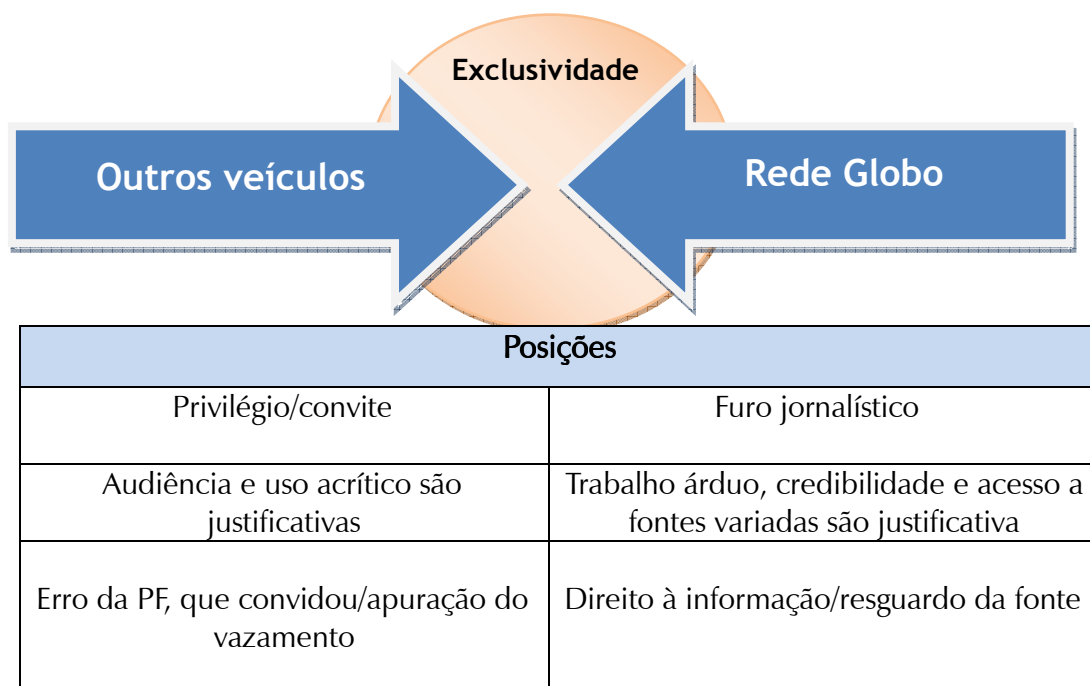 Exclusividade
Outros veículos
Rede Globo
Posições
Privilégio/convite
Furo jornalístico
Audiência e uso acrítico são
justificativas
Trabalho árduo, credibilidade e acesso a
fontes variadas são justificativa
Erro da PF, que convidou/apuração do
vazamento
Direito à informação/resguardo da fonte